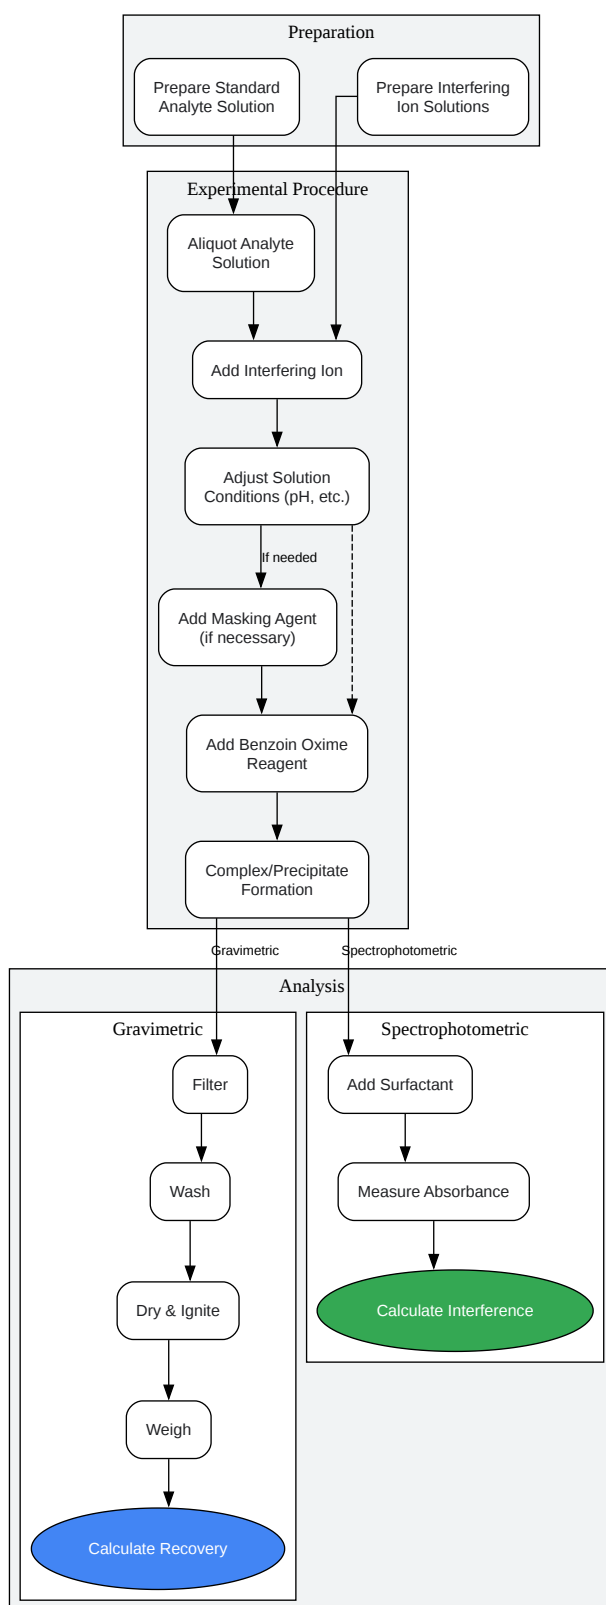 Preparation
Prepare Standard
Analyte Solution
Prepare Interfering
Ion Solutions
Experimental Procedure
Aliquot Analyte
Solution
Add Interfering Ion
Adjust Solution
Conditions (pH, etc.)
If needed
Add Masking Agent
(if necessary)
Add Benzoin Oxime
Reagent
Complex/Precipitate
Formation
Gravimetric
Spectrophotometric
Analysis
Gravimetric
Filter
Wash
Dry & Ignite
Weigh
Calculate Recovery
Spectrophotometric
Add Surfactant
Measure Absorbance
Calculate Interference